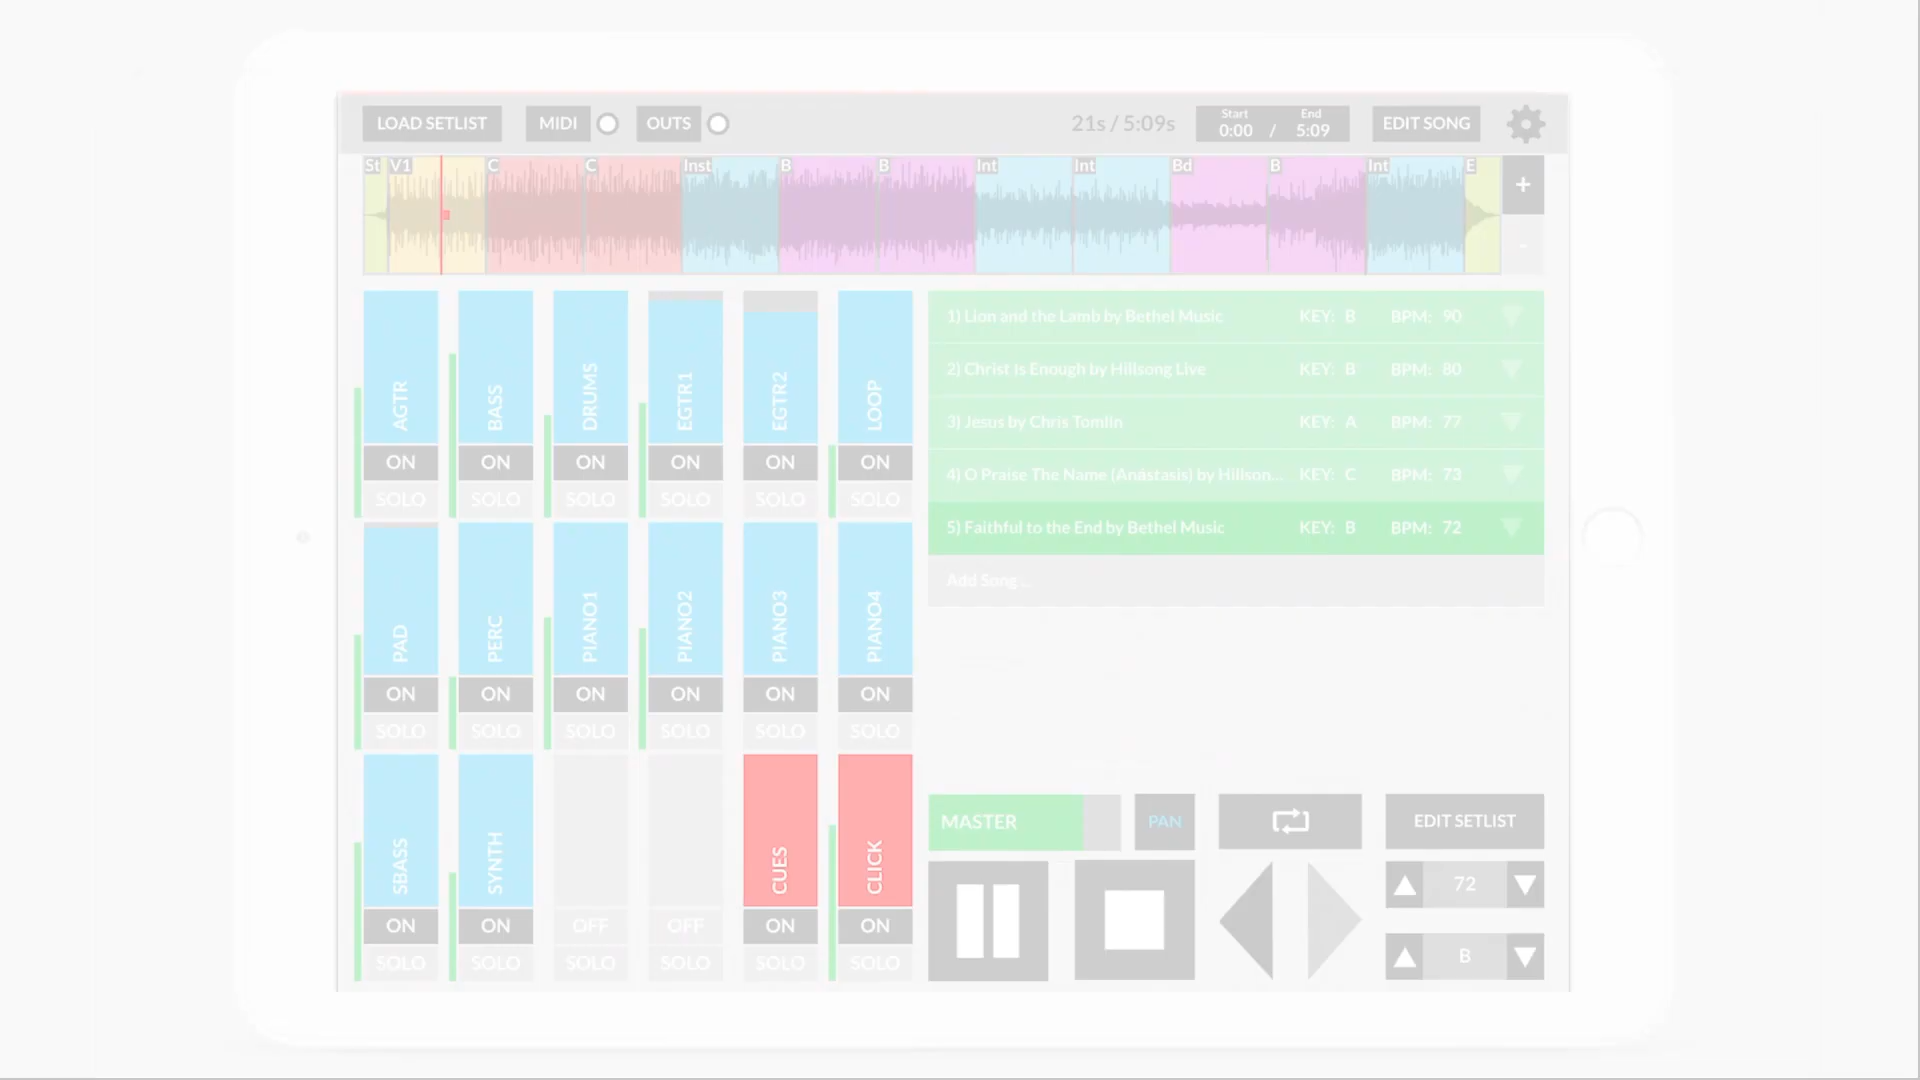 LOAD SETLIST MIDI OUTS 21s / 5:09s Start 0:00 / End 5:09 EDIT SONG
St V1 C C Inst B B Int Int Bd B Int E +
-
AGTR BASS DRUMS EGTR1 EGTR2 LOOP
ON ON ON ON ON ON
SOLO SOLO SOLO SOLO SOLO SOLO
PAD PERC PIANO1 PIANO2 PIANO3 PIANO4
ON ON ON ON ON ON
SOLO SOLO SOLO SOLO SOLO SOLO
SBASS SYNTH CUES CLICK
ON ON OFF OFF ON ON
SOLO SOLO SOLO SOLO SOLO SOLO
1) Lion and the Lamb by Bethel Music KEY: B BPM: 90
2) Christ Is Enough by Hillsong Live KEY: B BPM: 80
3) Jesus by Chris Tomlin KEY: A BPM: 77
4) O Praise The Name (Anástasis) by Hillson... KEY: C BPM: 73
5) Faithful to the End by Bethel Music KEY: B BPM: 72
Add Song...
MASTER PAN EDIT SETLIST
72
B